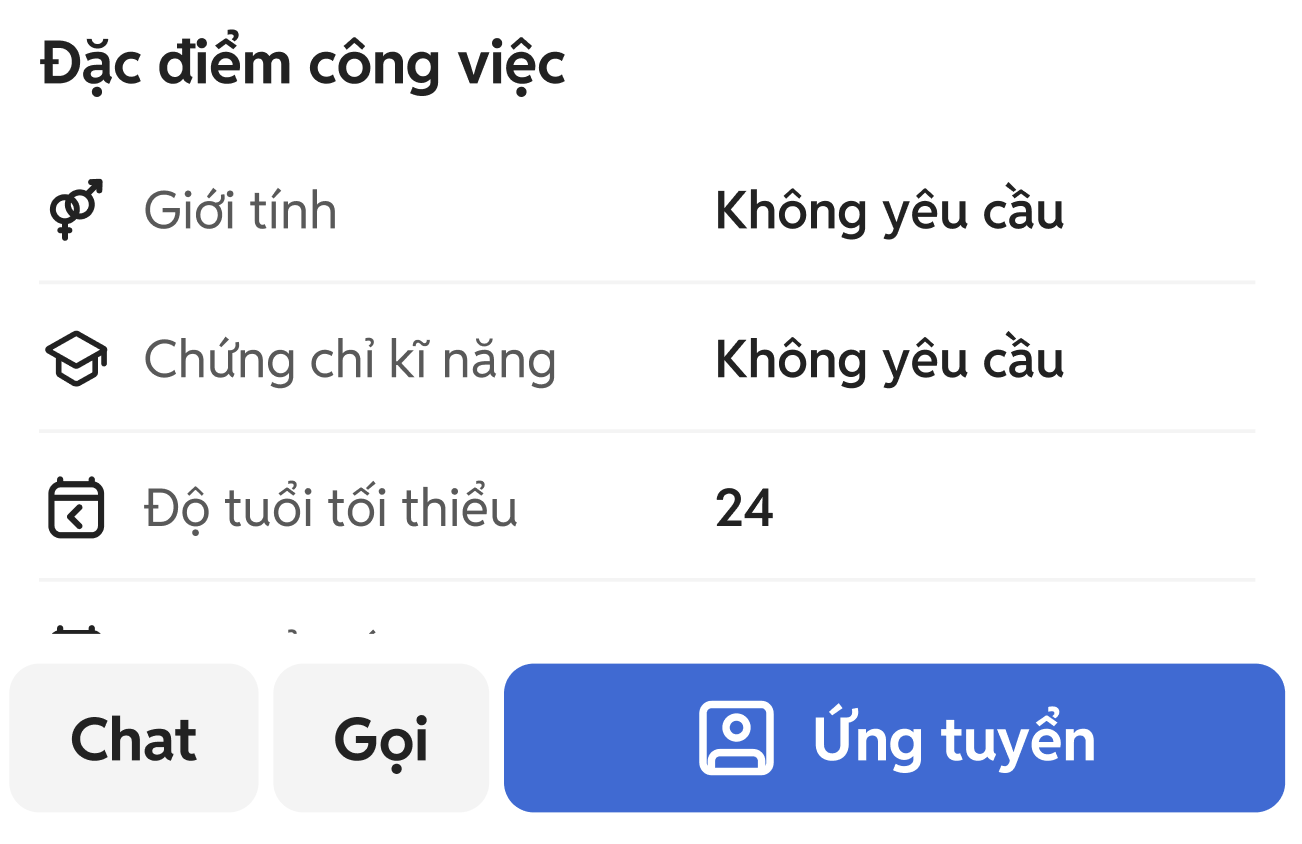 Đặc điểm công việc
Giới tính Không yêu cầu
Chứng chỉ kĩ năng Không yêu cầu
Độ tuổi tối thiểu 24
Chat Gọi Ứng tuyển